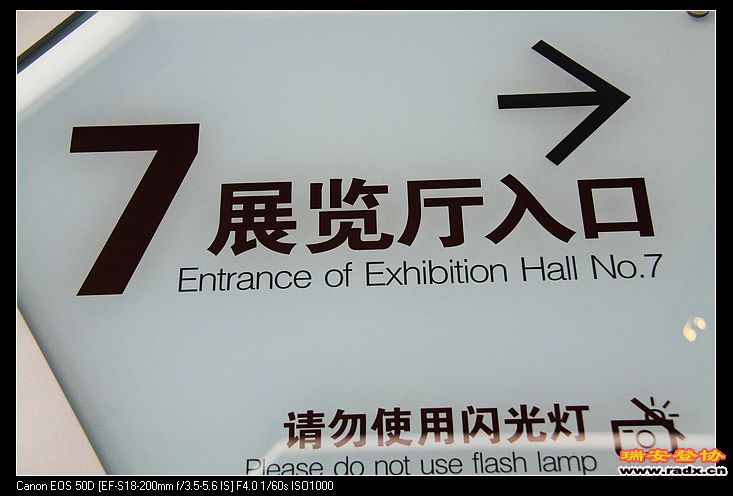 7 展览厅入口
Entrance of Exhibition Hall No.7
请勿使用闪光灯
Please do not use flash lamp
瑞安登协
www.radx.cn
Canon EOS 50D [EF-S18-200mm f/3.5-5.6 IS] F4.0 1/60s ISO1000